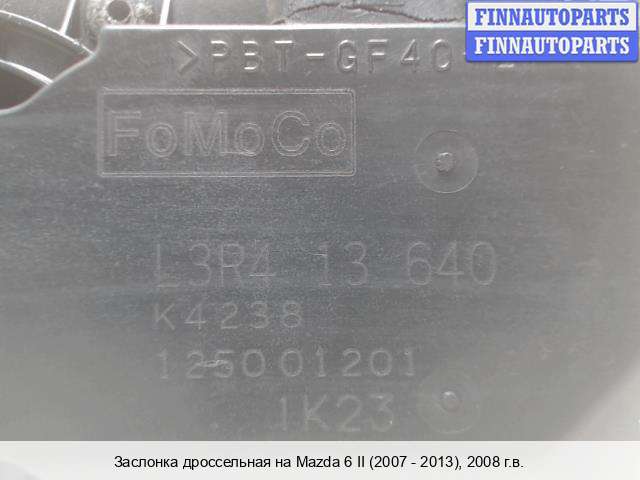 FINNAUTOPARTS
FINNAUTOPARTS
>PBT-GF40
FoMoCo
L3R4 13 640
K4238
125001201
1K23
Заслонка дроссельная на Mazda 6 II (2007 - 2013), 2008 г.в.